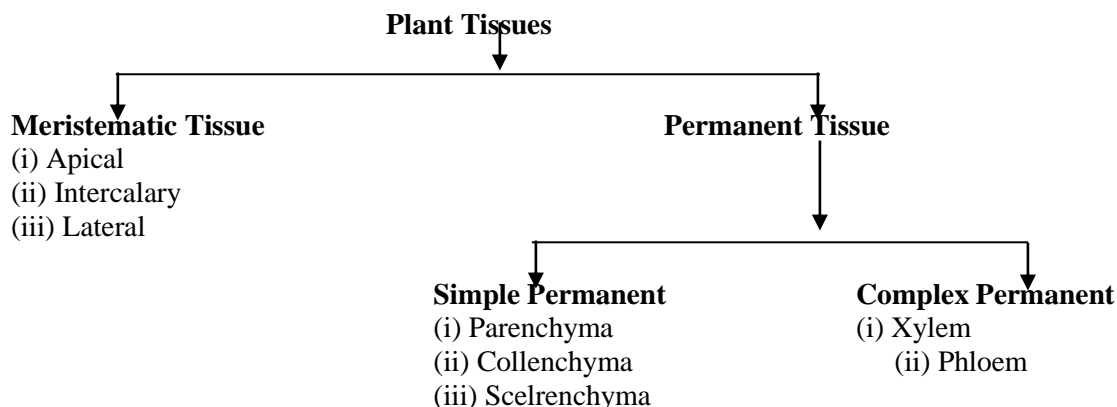 Plant Tissues
Meristematic Tissue
(i) Apical
(ii) Intercalary
(iii) Lateral
Permanent Tissue
Simple Permanent
(i) Parenchyma
(ii) Collenchyma
(iii) Scelrenchyma
Complex Permanent
(i) Xylem
(ii) Phloem